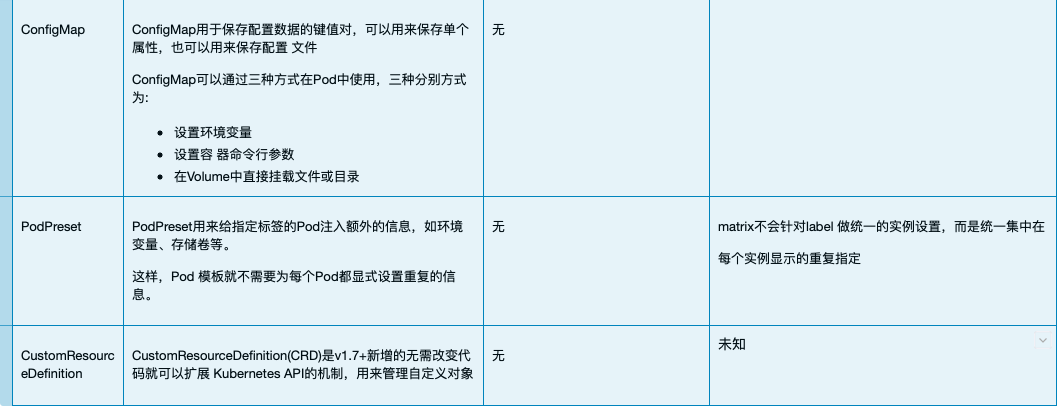 ConfigMap
ConfigMap用于保存配置数据的键值对，可以用来保存单个
属性，也可以用来保存配置 文件
ConfigMap可以通过三种方式在Pod中使用，三种分别方式
为：
设置环境变量
设置容 器命令行参数
在Volume中直接挂载文件或目录
无
PodPreset
PodPreset用来给指定标签的Pod注入额外的信息，如环境
变量、存储卷等。
这样，Pod 模板就不需要为每个Pod都显式设置重复的信
息。
无
matrix不会针对label 做统一的实例设置，而是统一集中在
每个实例显示的重复指定
CustomResourc
eDefinition
CustomResourceDefinition(CRD)是v1.7+新增的无需改变代
码就可以扩展 Kubernetes API的机制，用来管理自定义对象
无
未知